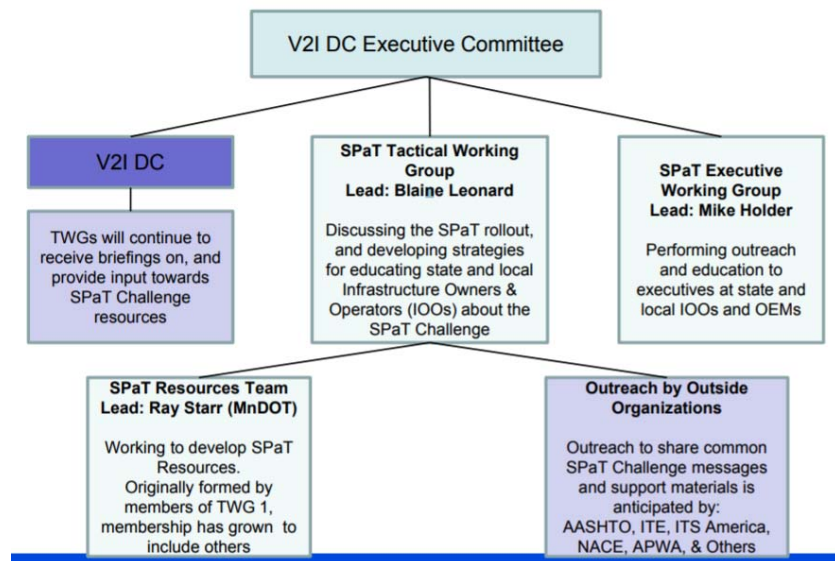 V2I DC Executive Committee
V2I DC
TWGs will continue to
receive briefings on, and
provide input towards
SPaT Challenge
resources
SPaT Tactical Working
Group
Lead: Blaine Leonard
Discussing the SPaT rollout,
and developing strategies
for educating state and local
Infrastructure Owners &
Operators (IOOs) about the
SPaT Challenge
SPaT Executive
Working Group
Lead: Mike Holder
Performing outreach
and education to
executives at state and
local IOOs and OEMs
SPaT Resources Team
Lead: Ray Starr (MnDOT)
Working to develop SPaT
Resources.
Originally formed by
members of TWG 1,
membership has grown to
include others
Outreach by Outside
Organizations
Outreach to share common
SPaT Challenge messages
and support materials is
anticipated by:
AASHTO, ITE, ITS America,
NACE, APWA, & Others